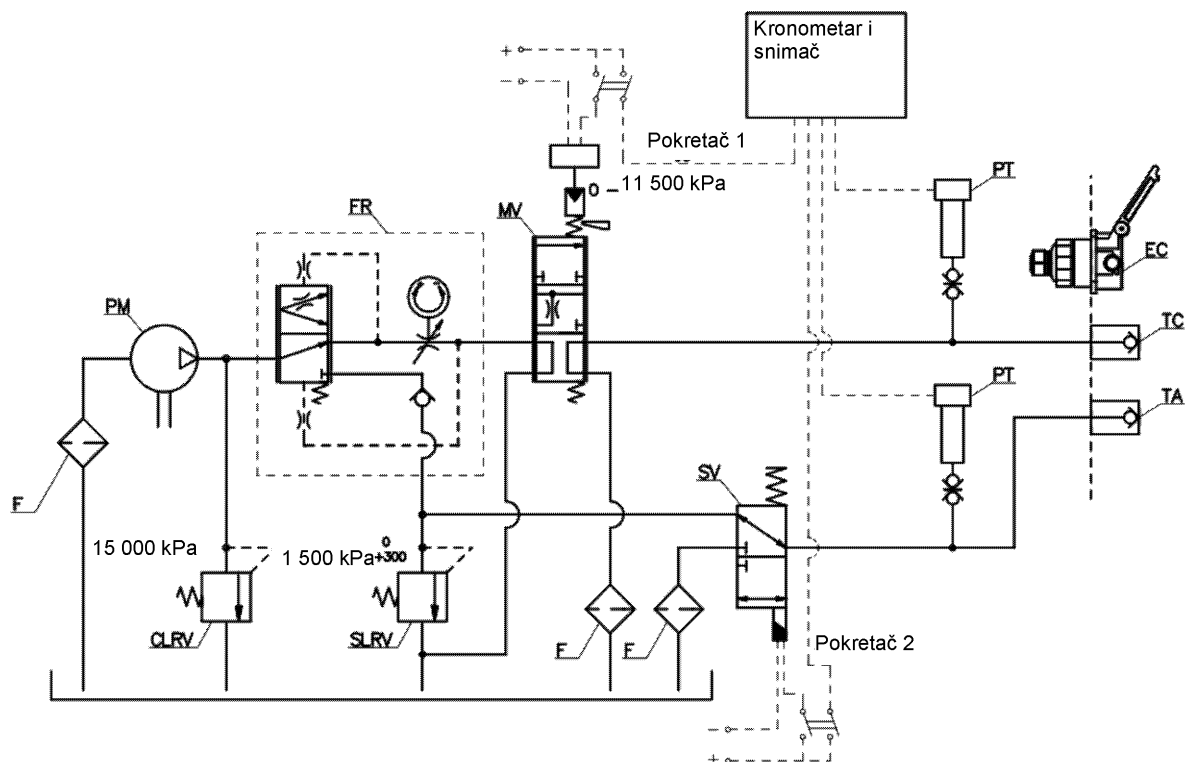 Kronometar i
snimač
+
–
Pokretač 1
0 – 11 500 kPa
PT
FR
MV
EC
PM
TC
PT
TA
SV
F
15 000 kPa
1 500 kPa 0
+300
CLRV
SLRV
F
F
Pokretač 2
–
+